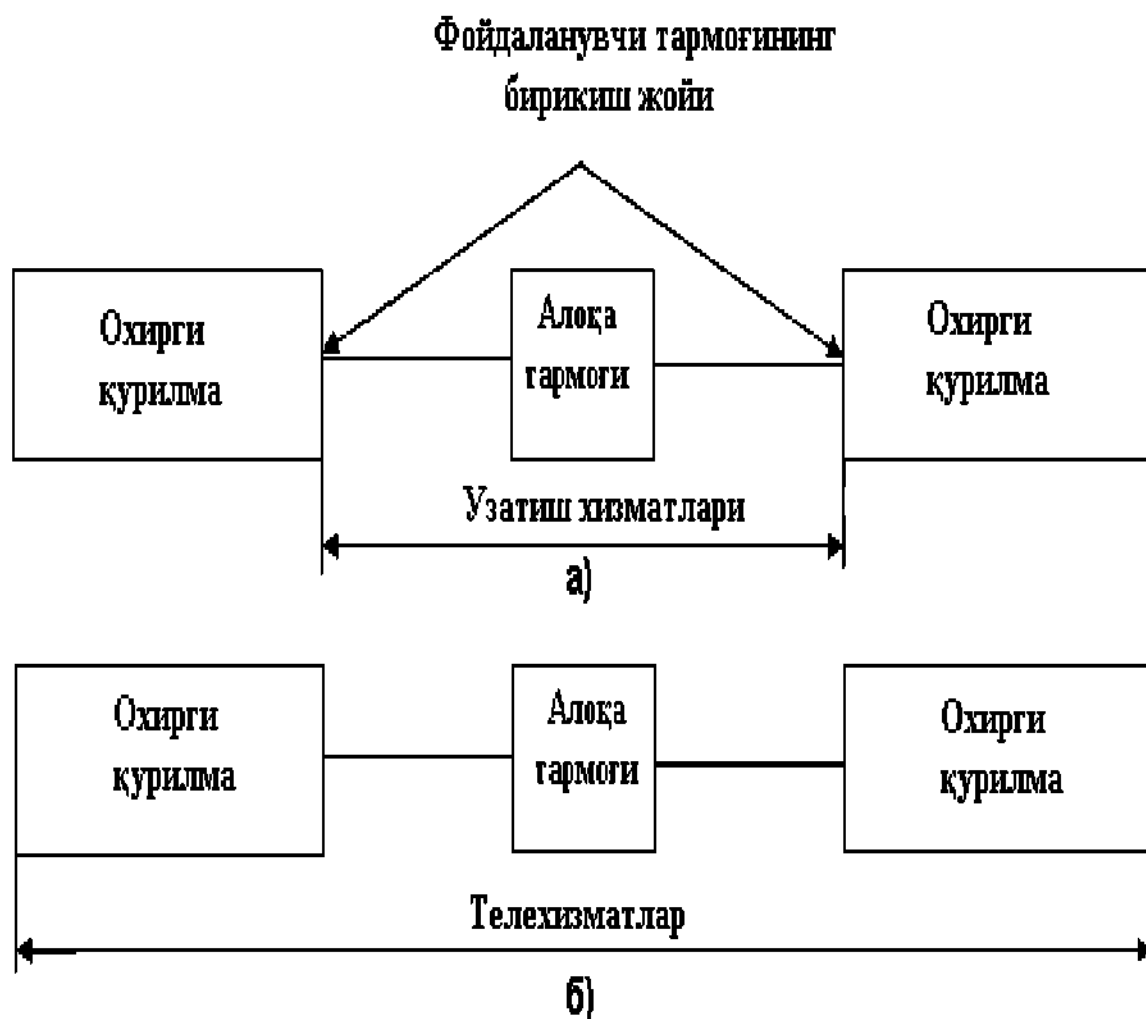 Фойдаланувчи тармоғининг
бирикиш жойи
Охирги
қурилма
Алоқа
тармоғи
Охирги
қурилма
Узатиш хизматлари
а)
Охирги
қурилма
Алоқа
тармоғи
Охирги
қурилма
Телехизматлар
б)